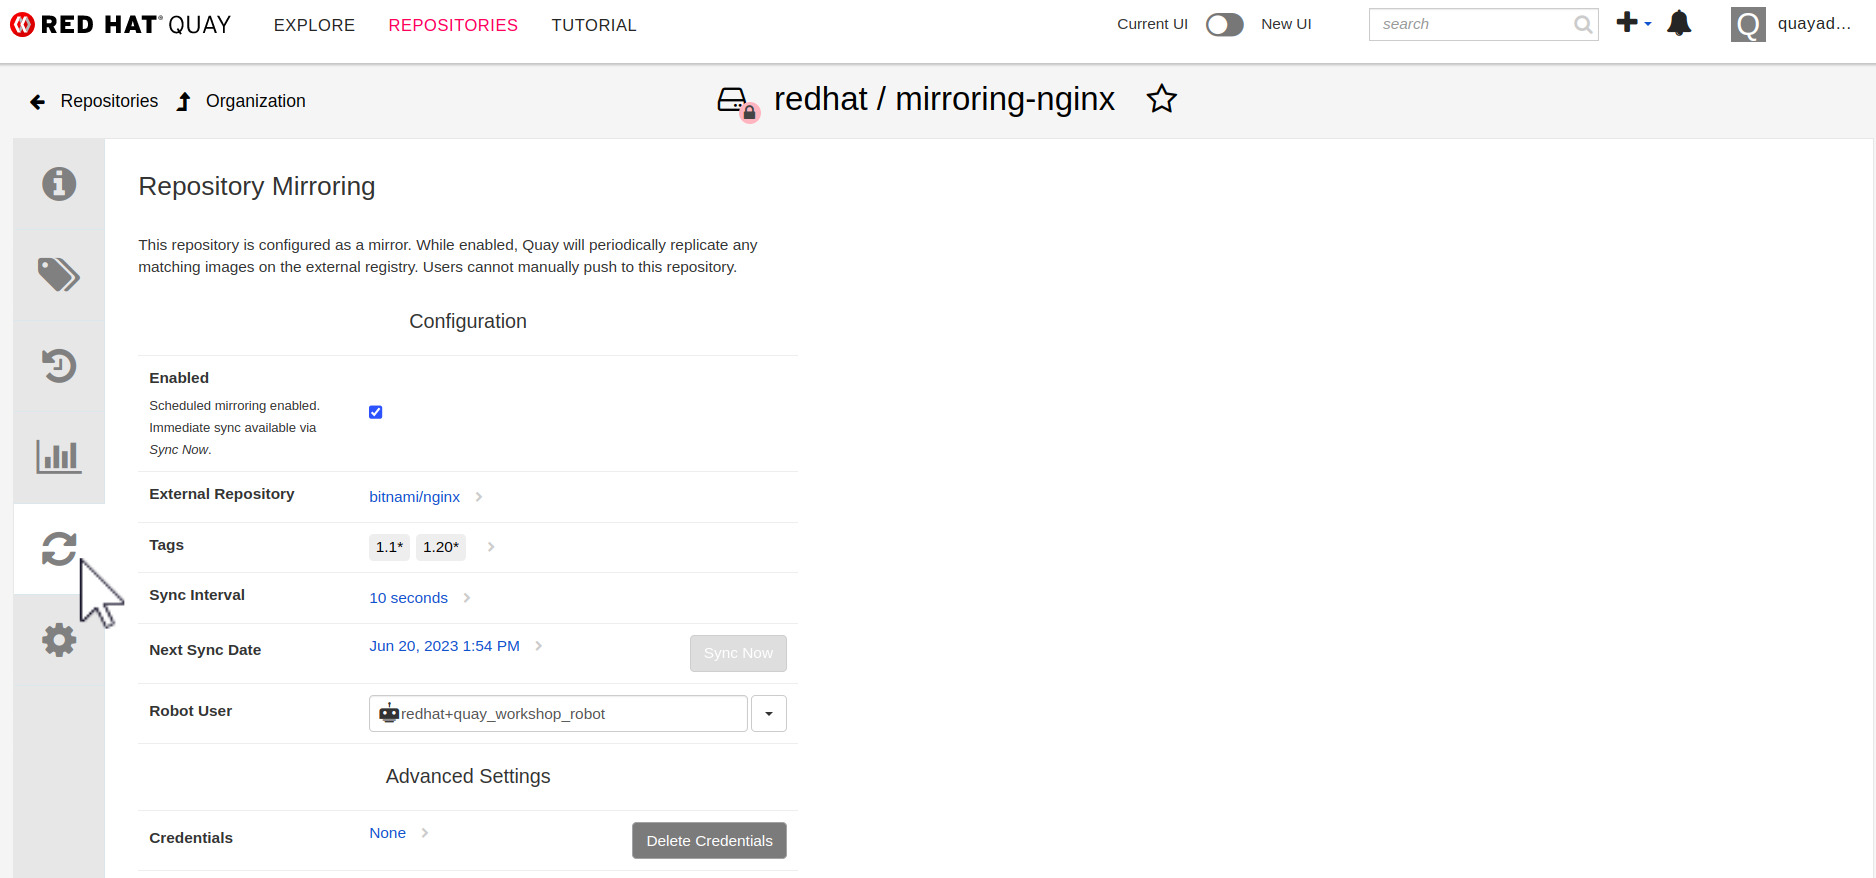 RED HAT® QUAY EXPLORE REPOSITORIES TUTORIAL Current UI New UI search quayad...
Repositories Organization redhat / mirroring-nginx
Repository Mirroring
This repository is configured as a mirror. While enabled, Quay will periodically replicate any
matching images on the external registry. Users cannot manually push to this repository.
Configuration
Enabled
Scheduled mirroring enabled.
Immediate sync available via
Sync Now.
External Repository bitnami/nginx
Tags 1.1* 1.20*
Sync Interval 10 seconds
Next Sync Date Jun 20, 2023 1:54 PM Sync Now
Robot User redhat+quay_workshop_robot
Advanced Settings
Credentials None Delete Credentials